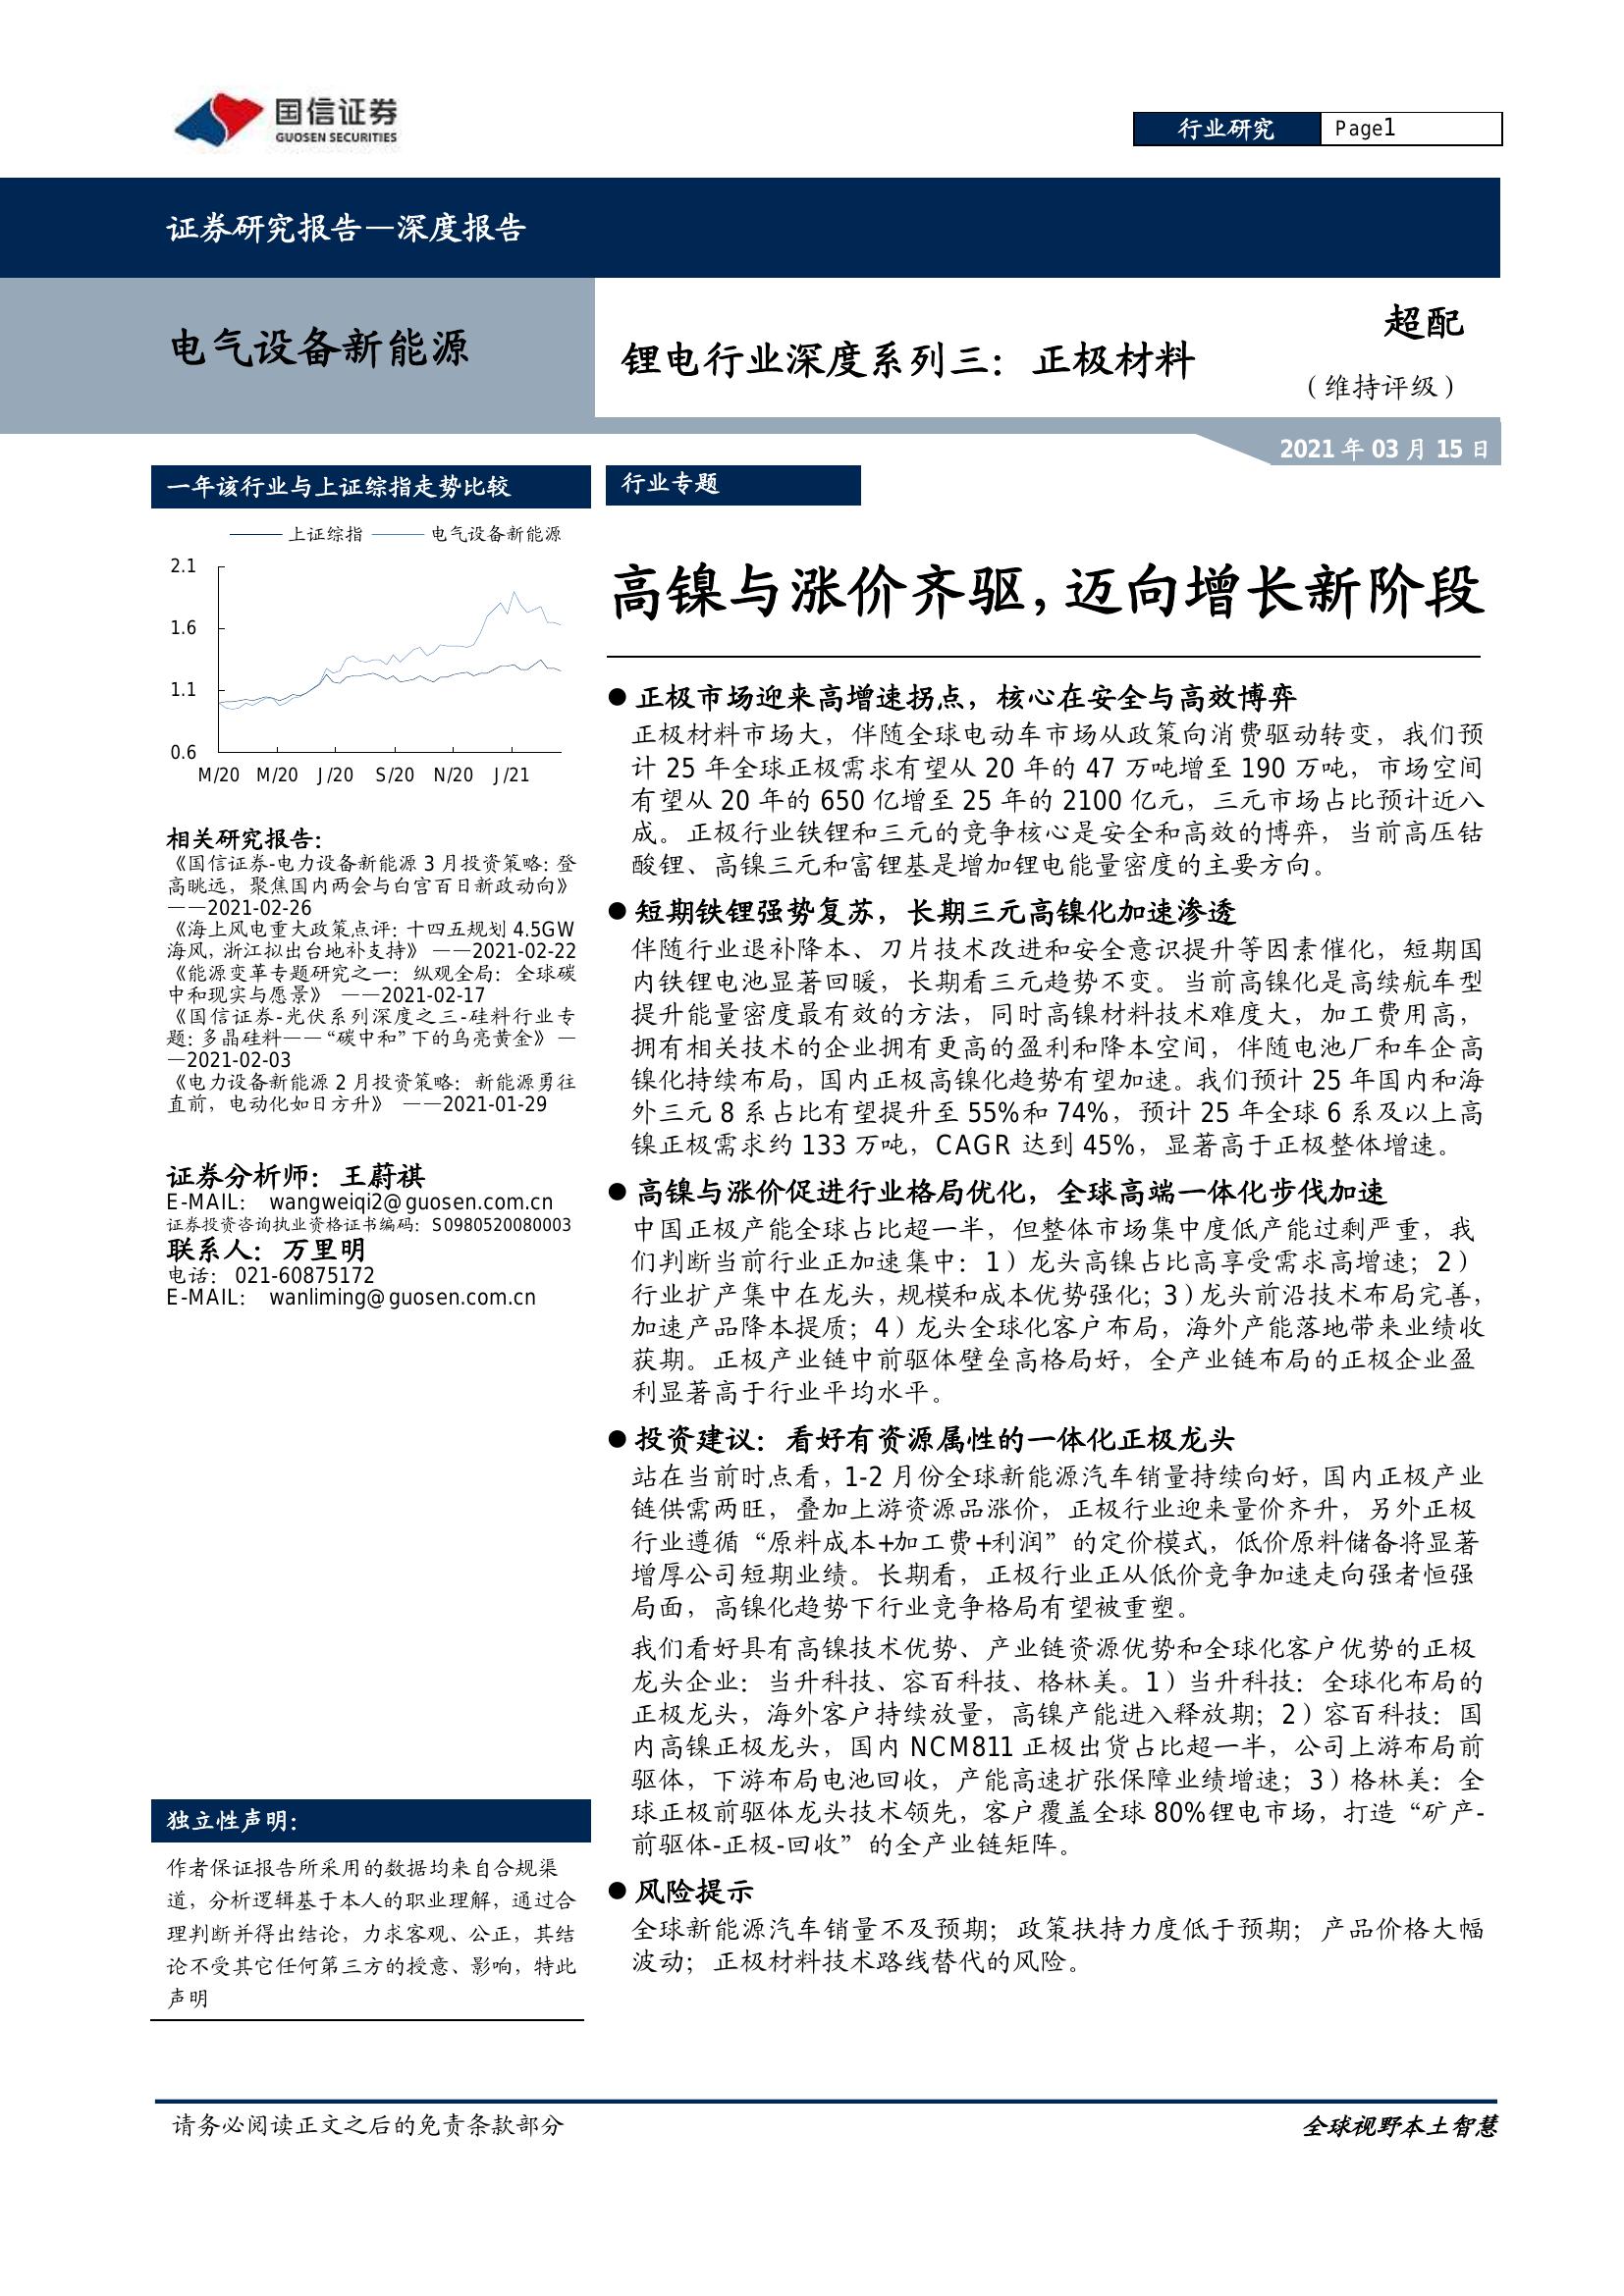 国信证券
GUOSEN SECURITIES
行业研究
Page1
证券研究报告—深度报告
电气设备新能源
锂电行业深度系列三：正极材料
超配
（维持评级）
2021 年 03 月 15 日
一年该行业与上证综指走势比较
上证综指
电气设备新能源
2.1
1.6
1.1
0.6
M/20 M/20 J/20 S/20 N/20 J/21
相关研究报告：
《国信证券-电力设备新能源 3 月投资策略：登
高眺远，聚焦国内两会与白宫百日新政动向》
——2021-02-26
《海上风电重大政策点评：十四五规划 4.5GW
海风，浙江拟出台地补支持》 ——2021-02-22
《能源变革专题研究之一：纵观全局：全球碳
中和现实与愿景》 ——2021-02-17
《国信证券-光伏系列深度之三-硅料行业专
题：多晶硅料——“碳中和”下的乌亮黄金》 —
—2021-02-03
《电力设备新能源 2 月投资策略：新能源勇往
直前，电动化如日方升》 ——2021-01-29
证券分析师：王蔚祺
E-MAIL： wangweiqi2@guosen.com.cn
证券投资咨询执业资格证书编码：S0980520080003
联系人：万里明
电话： 021-60875172
E-MAIL： wanliming@guosen.com.cn
独立性声明：
作者保证报告所采用的数据均来自合规渠
道，分析逻辑基于本人的职业理解，通过合
理判断并得出结论，力求客观、公正，其结
论不受其它任何第三方的授意、影响，特此
声明
行业专题
高镍与涨价齐驱，迈向增长新阶段
● 正极市场迎来高增速拐点，核心在安全与高效博弈
正极材料市场大，伴随全球电动车市场从政策向消费驱动转变，我们预
计 25 年全球正极需求有望从 20 年的 47 万吨增至 190 万吨，市场空间
有望从 20 年的 650 亿增至 25 年的 2100 亿元，三元市场占比预计近八
成。正极行业铁锂和三元的竞争核心是安全和高效的博弈，当前高压钴
酸锂、高镍三元和富锂基是增加锂电能量密度的主要方向。
● 短期铁锂强势复苏，长期三元高镍化加速渗透
伴随行业退补降本、刀片技术改进和安全意识提升等因素催化，短期国
内铁锂电池显著回暖，长期看三元趋势不变。当前高镍化是高续航车型
提升能量密度最有效的方法，同时高镍材料技术难度大，加工费用高，
拥有相关技术的企业拥有更高的盈利和降本空间，伴随电池厂和车企高
镍化持续布局，国内正极高镍化趋势有望加速。我们预计 25 年国内和海
外三元 8 系占比有望提升至 55%和 74%，预计 25 年全球 6 系及以上高
镍正极需求约 133 万吨，CAGR 达到 45%，显著高于正极整体增速。
● 高镍与涨价促进行业格局优化，全球高端一体化步伐加速
中国正极产能全球占比超一半，但整体市场集中度低产能过剩严重，我
们判断当前行业正加速集中：1）龙头高镍占比高享受需求高增速；2）
行业扩产集中在龙头，规模和成本优势强化；3）龙头前沿技术布局完善，
加速产品降本提质；4）龙头全球化客户布局，海外产能落地带来业绩收
获期。正极产业链中前驱体壁垒高格局好，全产业链布局的正极企业盈
利显著高于行业平均水平。
● 投资建议：看好有资源属性的一体化正极龙头
站在当前时点看，1-2 月份全球新能源汽车销量持续向好，国内正极产业
链供需两旺，叠加上游资源品涨价，正极行业迎来量价齐升，另外正极
行业遵循“原料成本+加工费+利润”的定价模式，低价原料储备将显著
增厚公司短期业绩。长期看，正极行业正从低价竞争加速走向强者恒强
局面，高镍化趋势下行业竞争格局有望被重塑。
我们看好具有高镍技术优势、产业链资源优势和全球化客户优势的正极
龙头企业：当升科技、容百科技、格林美。1）当升科技：全球化布局的
正极龙头，海外客户持续放量，高镍产能进入释放期；2）容百科技：国
内高镍正极龙头，国内 NCM811 正极出货占比超一半，公司上游布局前
驱体，下游布局电池回收，产能高速扩张保障业绩增速；3）格林美：全
球正极前驱体龙头技术领先，客户覆盖全球 80%锂电市场，打造“矿产-
前驱体-正极-回收”的全产业链矩阵。
● 风险提示
全球新能源汽车销量不及预期；政策扶持力度低于预期；产品价格大幅
波动；正极材料技术路线替代的风险。
请务必阅读正文之后的免责条款部分
全球视野本土智慧